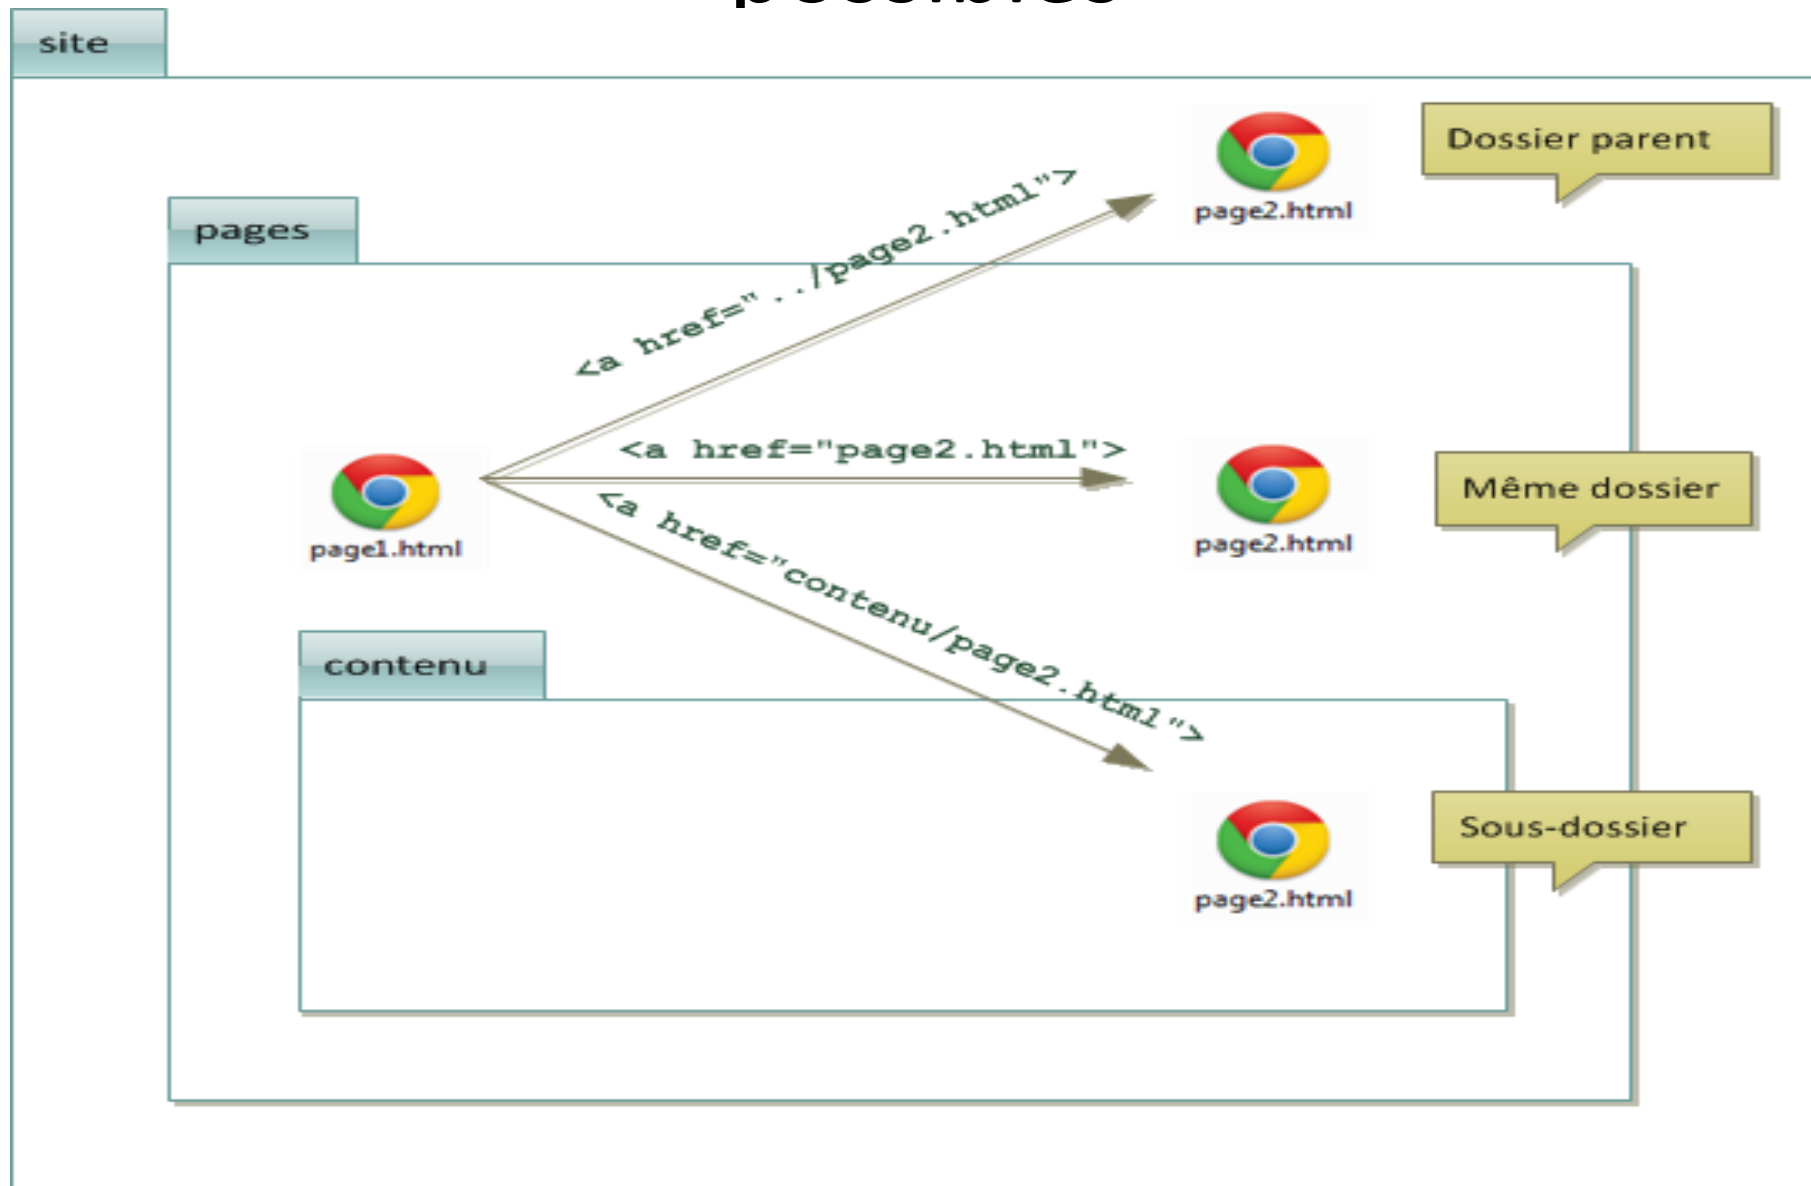 site
Dossier parent
page2.html
pages
<a href="../page2.html">
<a href="page2.html">
Même dossier
page1.html
page2.html
<a href="contenu/page2.html">
contenu
Sous-dossier
page2.html